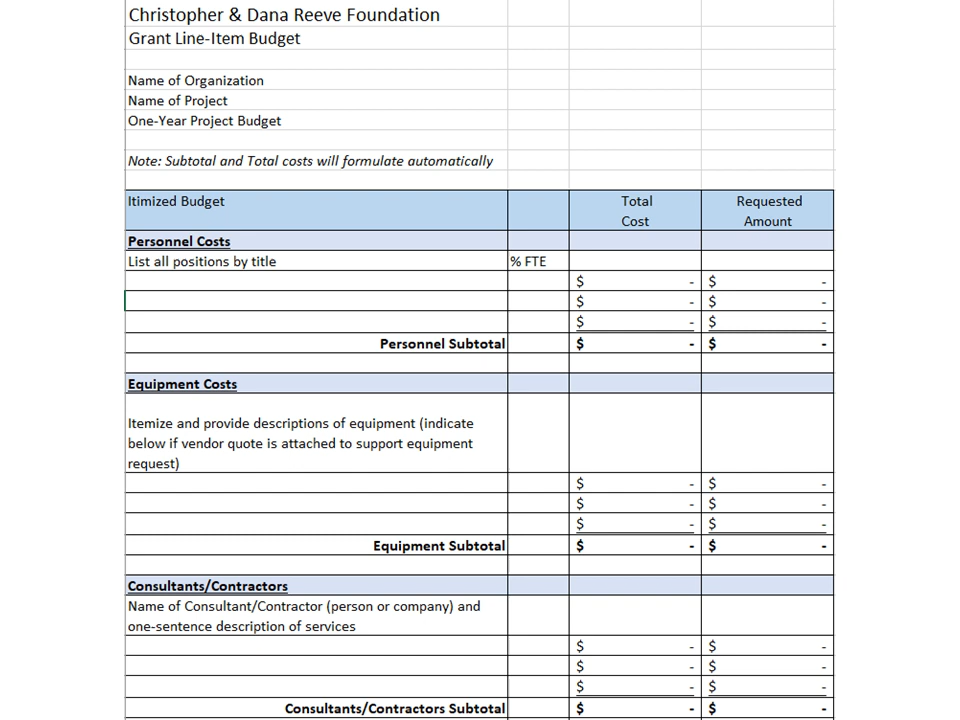 Christopher & Dana Reeve Foundation
Grant Line-Item Budget
Name of Organization
Name of Project
One-Year Project Budget
Note: Subtotal and Total costs will formulate automatically
Itimized Budget Total Cost Requested Amount
Personnel Costs
List all positions by title % FTE
$ - $ -
$ - $ -
$ - $ -
Personnel Subtotal $ - $ -
Equipment Costs
Itemize and provide descriptions of equipment (indicate
below if vendor quote is attached to support equipment
request)
$ - $ -
$ - $ -
$ - $ -
Equipment Subtotal $ - $ -
Consultants/Contractors
Name of Consultant/Contractor (person or company) and
one-sentence description of services
$ - $ -
$ - $ -
$ - $ -
Consultants/Contractors Subtotal $ - $ -